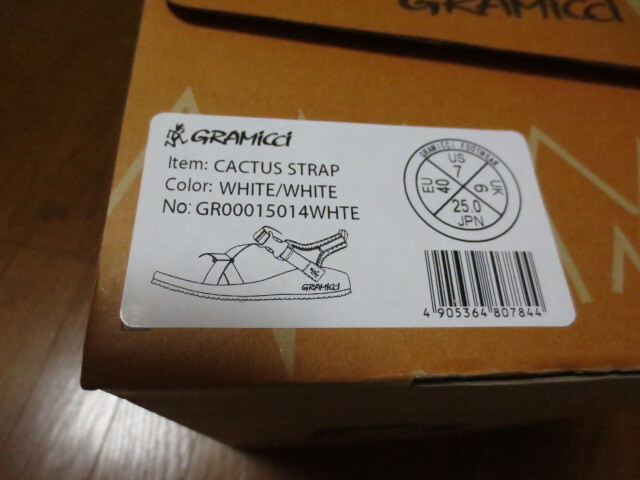 GRAMICCI
GRAMICCI
Item: CACTUS STRAP
Color: WHITE/WHITE
No: GR00015014WHTE
GRAMICCI
GRAMICCI FOOTWEAR
US
7
EU
40
UK
6
25.0
JPN
4 905364 807844